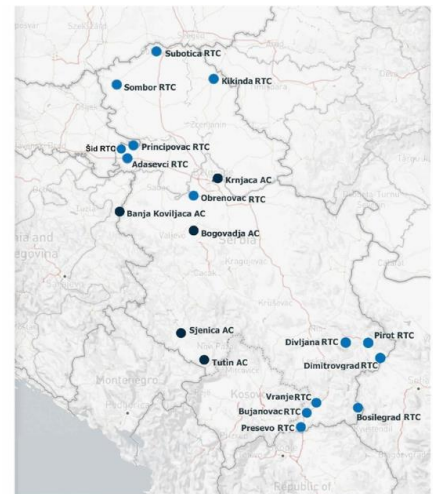 Subotica RTC
Sombor RTC
Kikinda RTC
Šid RTC
Principovac RTC
Adasevci RTC
Krnjaca AC
Obrenovac RTC
Banja Koviljaca AC
Bogovadja AC
Serbia
Sjenica AC
Tutin AC
Divljana RTC
Pirot RTC
Dimitrovgrad RTC
Montenegro
Kosovo
Vranje RTC
Bujanovac RTC
Bosilegrad RTC
Presevo RTC
Republic of